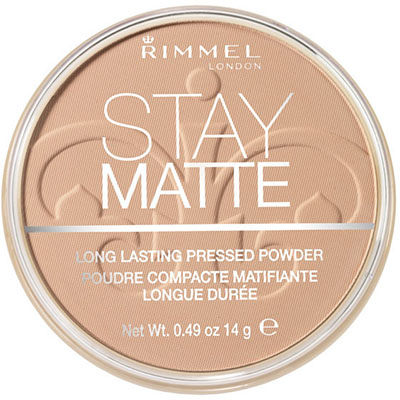 RIMMEL
LONDON
STAY
MATTE
LONG LASTING PRESSED POWDER
POUDRE COMPACTE MATIFIANTE
LONGUE DURÉE
Net Wt. 0.49 oz 14 g ℮